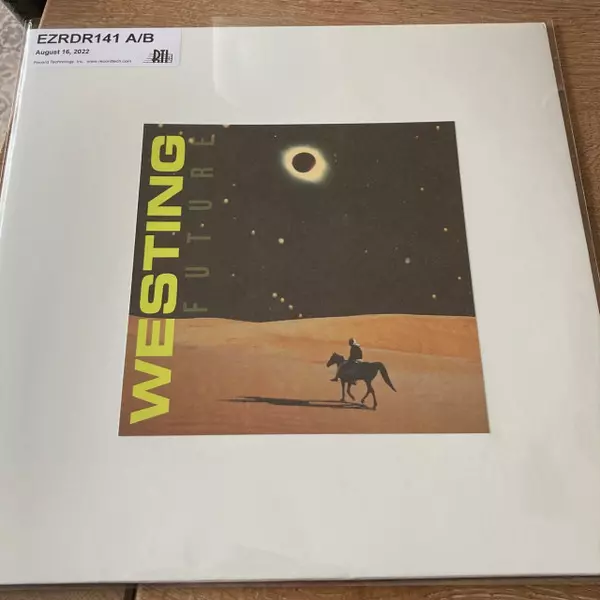 EZRDR141 A/B
August 16, 2022
Record Technology, Inc. www.recordtech.com
RTI
WESTING
FUTURE